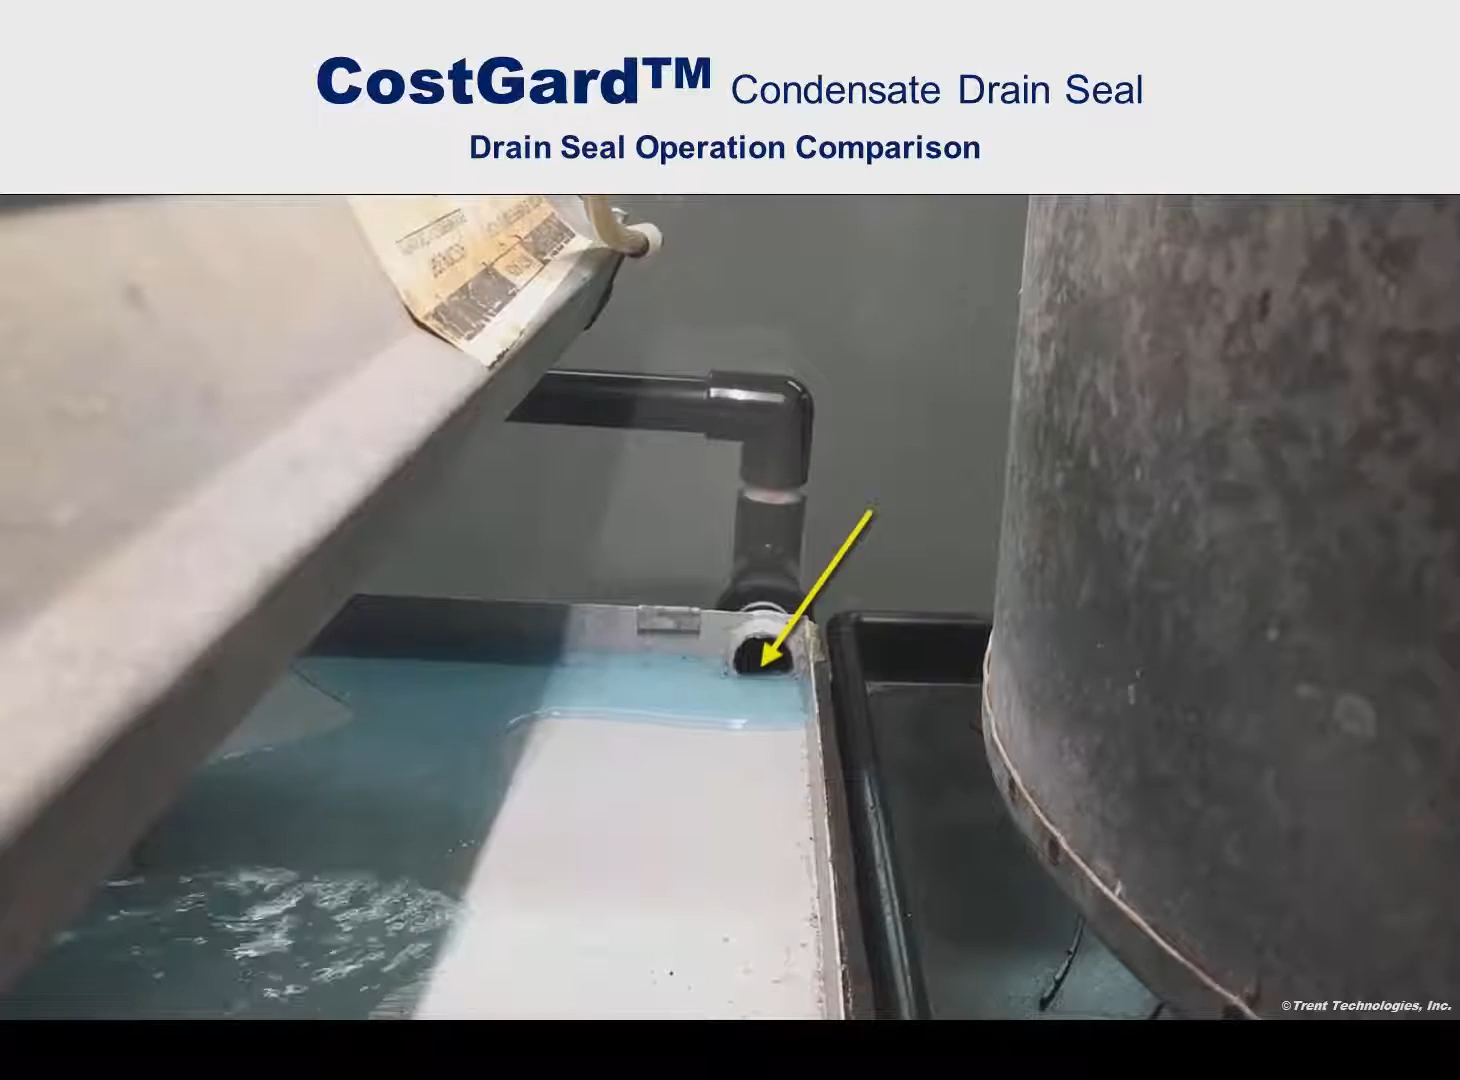 CostGard™ Condensate Drain Seal
Drain Seal Operation Comparison
©Trent Technologies, Inc.